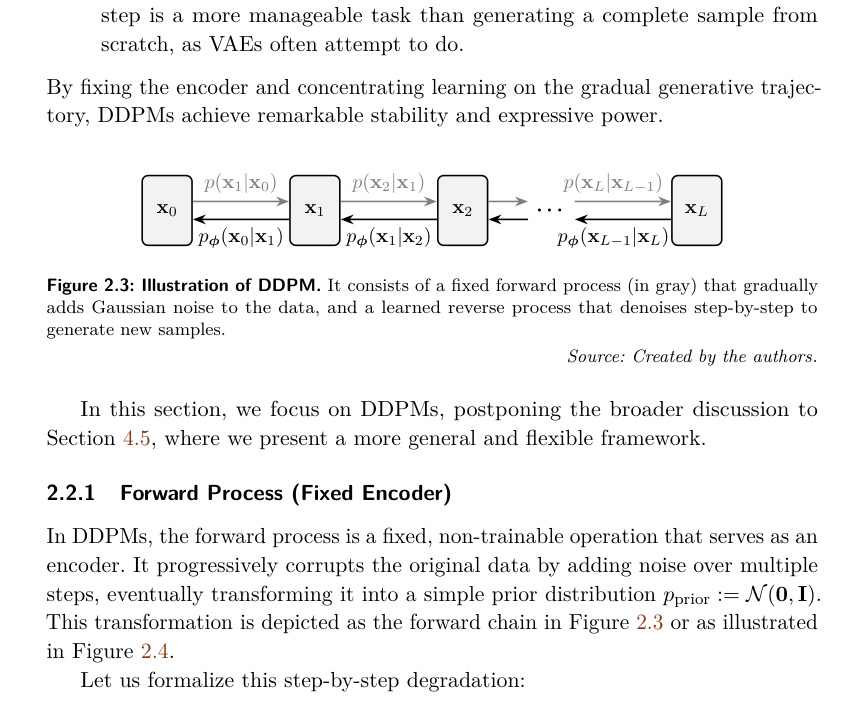 step is a more manageable task than generating a complete sample from
scratch, as VAEs often attempt to do.
By fixing the encoder and concentrating learning on the gradual generative trajec-
tory, DDPMs achieve remarkable stability and expressive power.
p(x₁|x₀) p(x₂|x₁) p(x_L|x_{L−1})
x₀ x₁ x₂ ... x_L
p_ϕ(x₀|x₁) p_ϕ(x₁|x₂) p_ϕ(x_{L−1}|x_L)
Figure 2.3: Illustration of DDPM. It consists of a fixed forward process (in gray) that gradually
adds Gaussian noise to the data, and a learned reverse process that denoises step-by-step to
generate new samples.
Source: Created by the authors.
In this section, we focus on DDPMs, postponing the broader discussion to
Section 4.5, where we present a more general and flexible framework.
2.2.1 Forward Process (Fixed Encoder)
In DDPMs, the forward process is a fixed, non-trainable operation that serves as an
encoder. It progressively corrupts the original data by adding noise over multiple
steps, eventually transforming it into a simple prior distribution p_prior := 𝒩(0, I).
This transformation is depicted as the forward chain in Figure 2.3 or as illustrated
in Figure 2.4.
Let us formalize this step-by-step degradation: